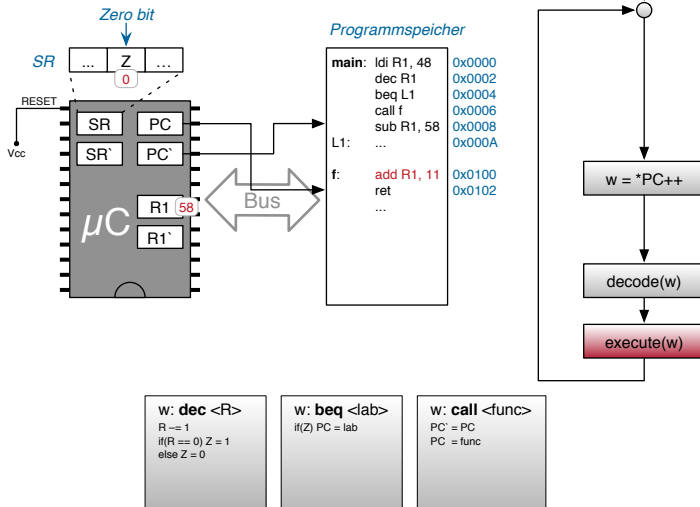 Zero bit
SR
... Z ...
0
RESET
Vcc
SR PC
SR` PC`
R1 58
R1`
µC
Bus
Programmspeicher
main: ldi R1, 48 0x0000
dec R1 0x0002
beq L1 0x0004
call f 0x0006
sub R1, 58 0x0008
L1: ... 0x000A
f: add R1, 11 0x0100
ret 0x0102
...
w = *PC++
decode(w)
execute(w)
w: dec <R>
R –= 1
if(R == 0) Z = 1
else Z = 0
w: beq <lab>
if(Z) PC = lab
w: call <func>
PC` = PC
PC = func